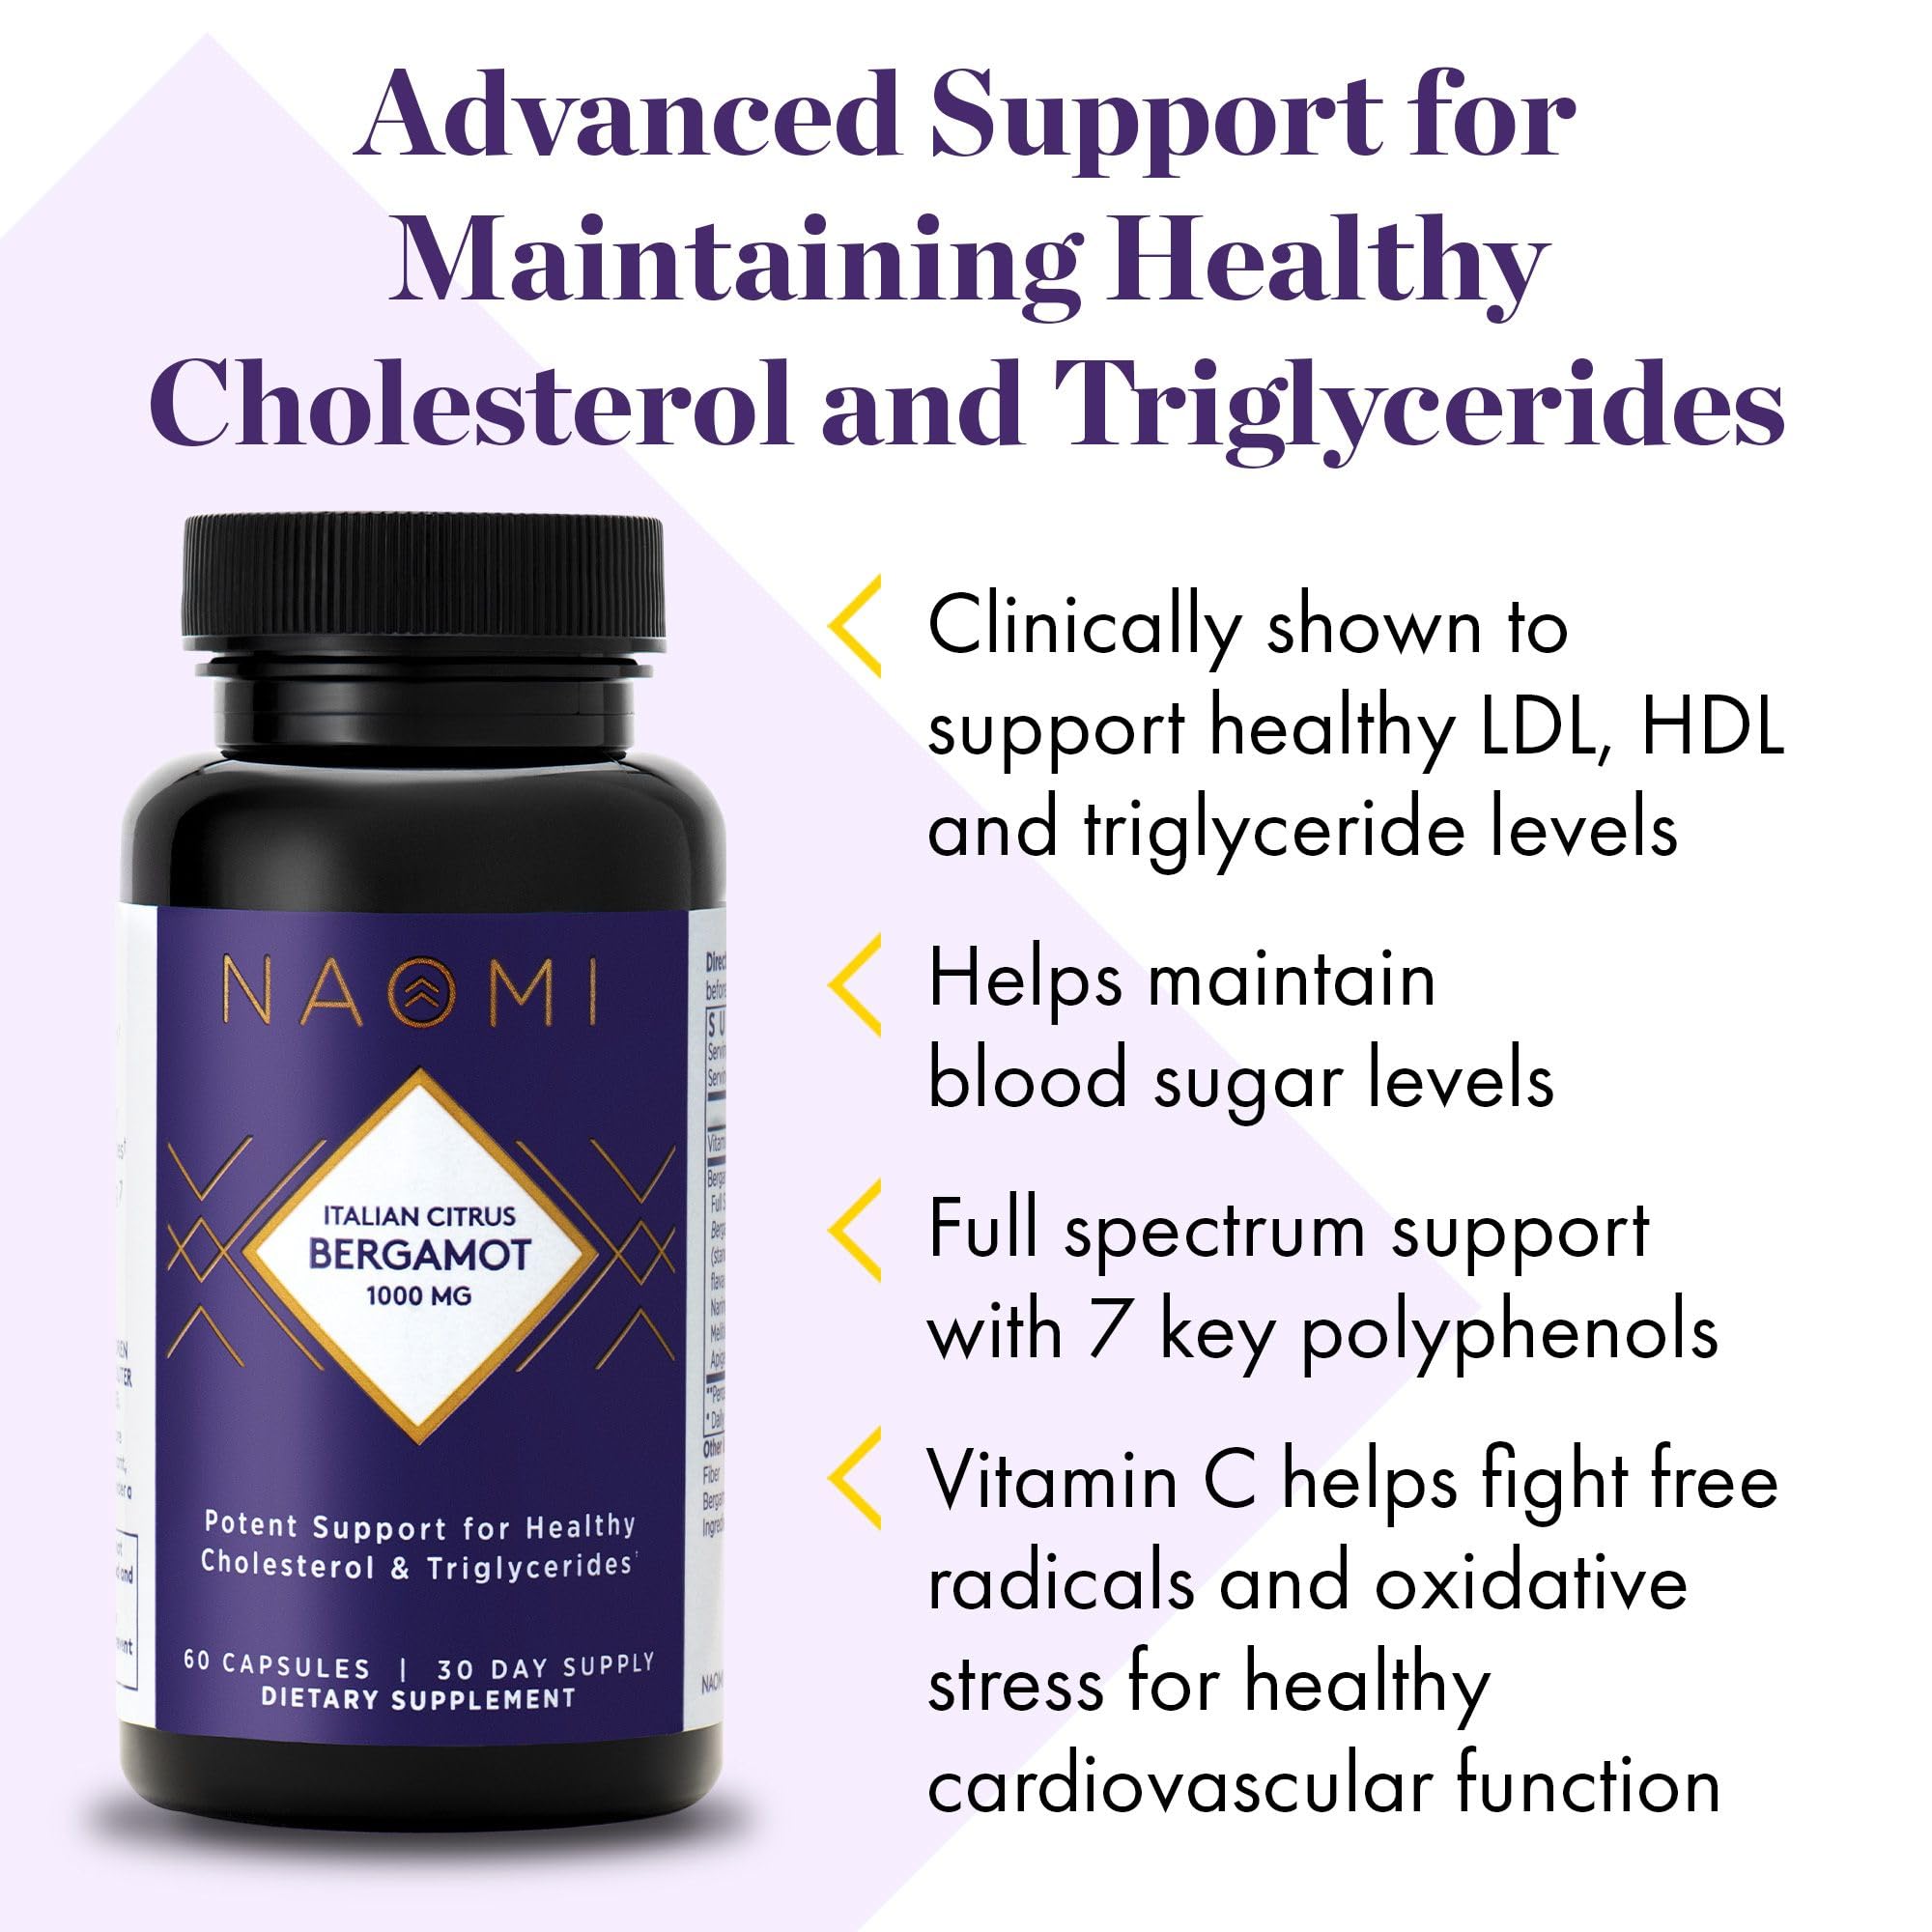 Advanced Support for
Maintaining Healthy
Cholesterol and Triglycerides
Clinically shown to
support healthy LDL, HDL
and triglyceride levels
Helps maintain
blood sugar levels
Full spectrum support
with 7 key polyphenols
Vitamin C helps fight free
radicals and oxidative
stress for healthy
cardiovascular function
NAOMI
ITALIAN CITRUS
BERGAMOT
1000 MG
Potent Support for Healthy
Cholesterol & Triglycerides†
60 CAPSULES | 30 DAY SUPPLY
DIETARY SUPPLEMENT